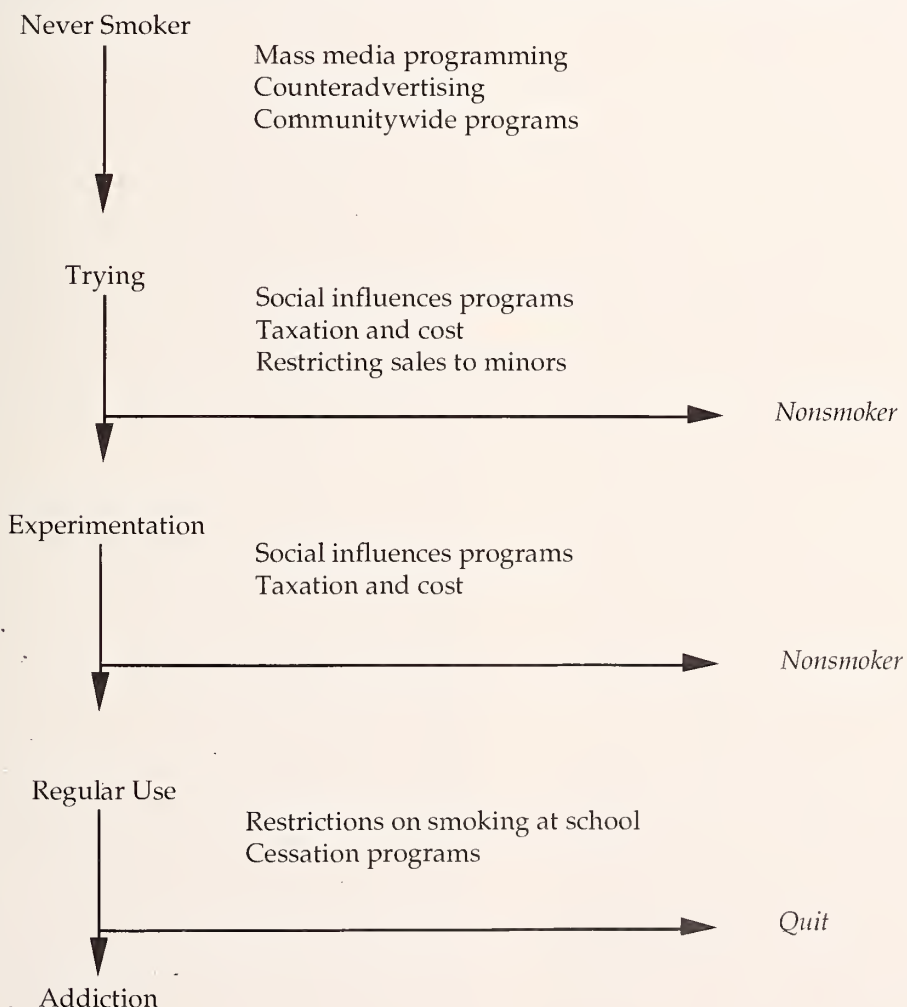 Never Smoker
Mass media programming
Counteradvertising
Communitywide programs
Trying
Social influences programs
Taxation and cost
Restricting sales to minors
Nonsmoker
Experimentation
Social influences programs
Taxation and cost
Nonsmoker
Regular Use
Restrictions on smoking at school
Cessation programs
Quit
Addiction